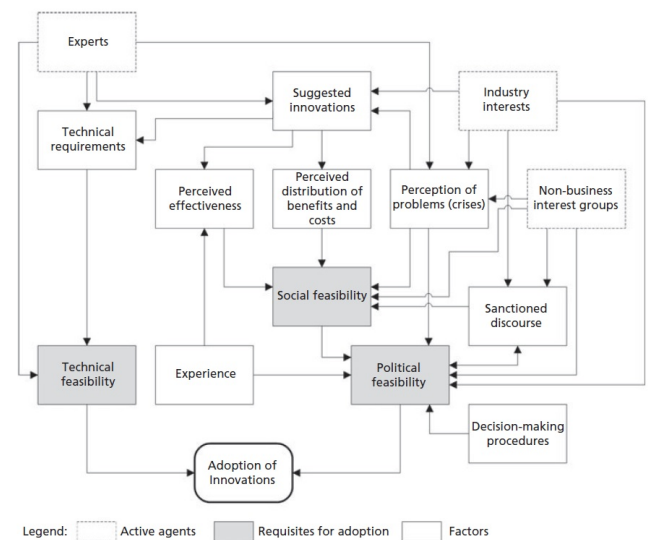 Experts
Suggested
innovations
Industry
interests
Technical
requirements
Perceived
effectiveness
Perceived
distribution of
benefits and
costs
Perception of
problems (crises)
Non-business
interest groups
Social feasibility
Sanctioned
discourse
Technical
feasibility
Experience
Political
feasibility
Decision-making
procedures
Adoption of
Innovations
Legend: Active agents Requisites for adoption Factors